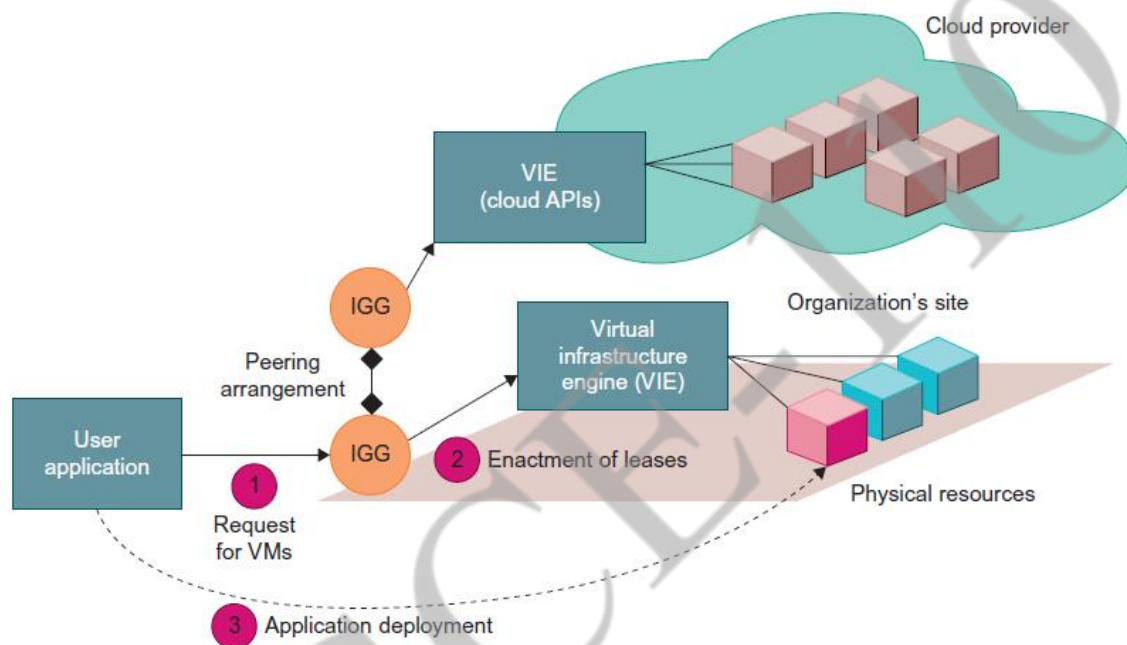 Cloud provider
VIE
(cloud APIs)
IGG
Organization's site
Virtual
infrastructure
engine (VIE)
Peering
arrangement
User
application
IGG
2 Enactment of leases
1
Request
for VMs
Physical resources
3 Application deployment